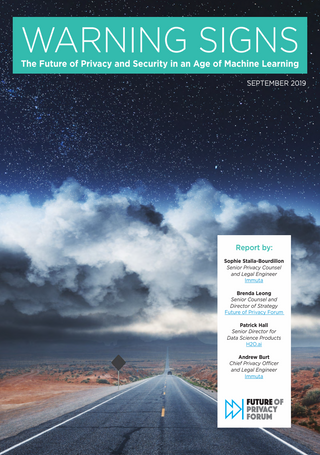 WARNING SIGNS
The Future of Privacy and Security in an Age of Machine Learning
SEPTEMBER 2019
Report by:
Sophie Stalla-Bourdillon
Senior Privacy Counsel
and Legal Engineer
Immuta
Brenda Leong
Senior Counsel and
Director of Strategy
Future of Privacy Forum
Patrick Hall
Senior Director for
Data Science Products
H2O.ai
Andrew Burt
Chief Privacy Officer
and Legal Engineer
Immuta
FUTURE OF
PRIVACY
FORUM